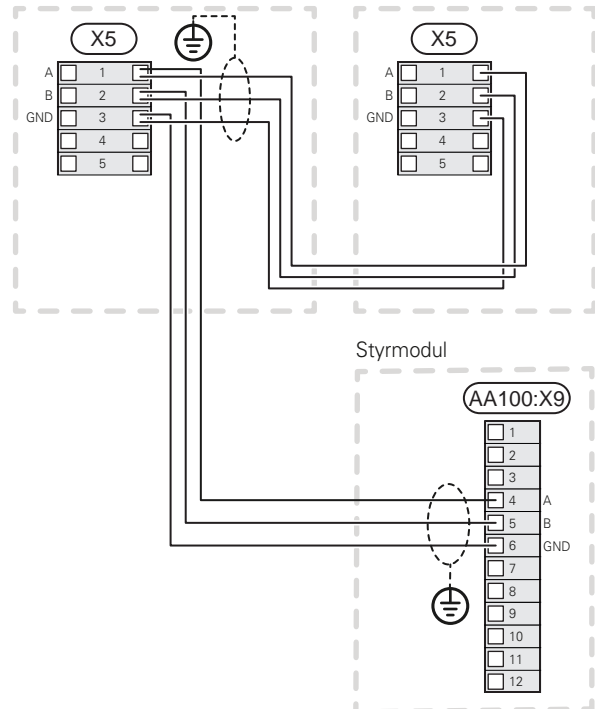 X5
A 1
B 2
GND 3
4
5
X5
A 1
B 2
GND 3
4
5
Styrmodul
AA100:X9
1
2
3
4 A
5 B
6 GND
7
8
9
10
11
12